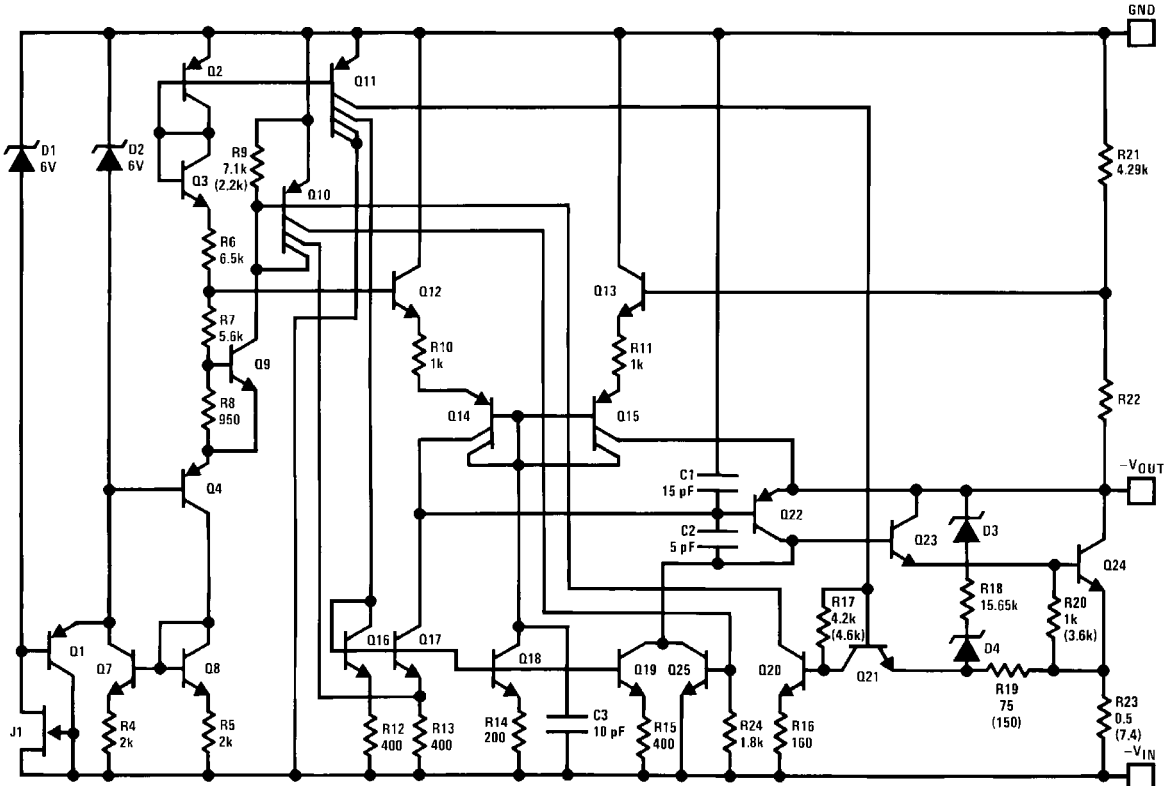 GND
Q2
Q11
D1
6V
D2
6V
R9
7.1k
(2.2k)
R21
4.29k
Q3
Q10
R6
6.5k
Q12
Q13
R7
5.6k
R10
1k
R11
1k
Q9
R8
950
R22
Q14
Q15
Q4
C1
15 pF
-VOUT
Q22
C2
5 pF
Q23
D3
Q24
R18
15.65k
R17
4.2k
(4.6k)
R20
1k
(3.6k)
Q1
Q7
Q8
Q16
Q17
Q18
Q19
Q25
Q20
Q21
D4
R19
75
(150)
J1
R4
2k
R5
2k
R12
400
R13
400
R14
200
C3
10 pF
R15
400
R24
1.8k
R16
160
R23
0.5
(7.4)
-VIN